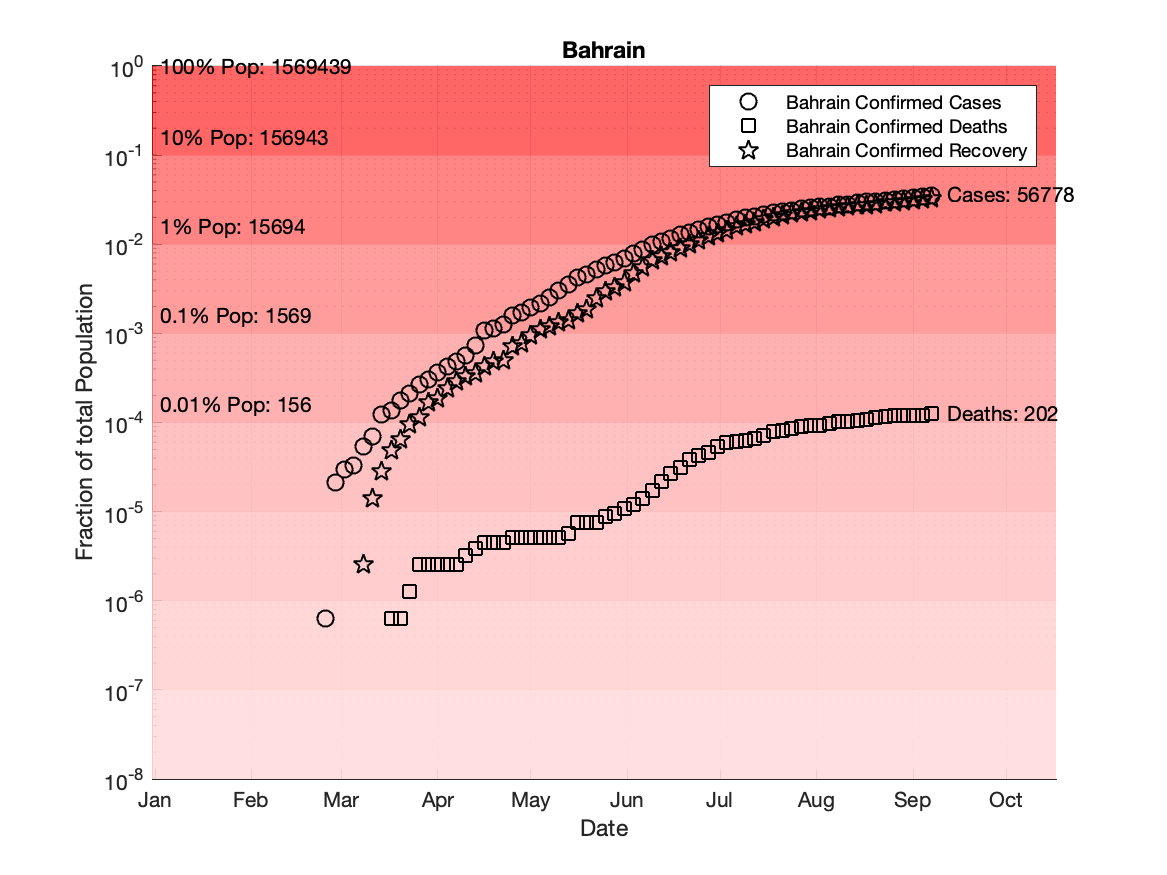 Bahrain
10^0
10^-1
10^-2
10^-3
10^-4
10^-5
10^-6
10^-7
10^-8
Fraction of total Population
100% Pop: 1569439
10% Pop: 156943
1% Pop: 15694
0.1% Pop: 1569
0.01% Pop: 156
Bahrain Confirmed Cases
Bahrain Confirmed Deaths
Bahrain Confirmed Recovery
Cases: 56778
Deaths: 202
Jan Feb Mar Apr May Jun Jul Aug Sep Oct
Date